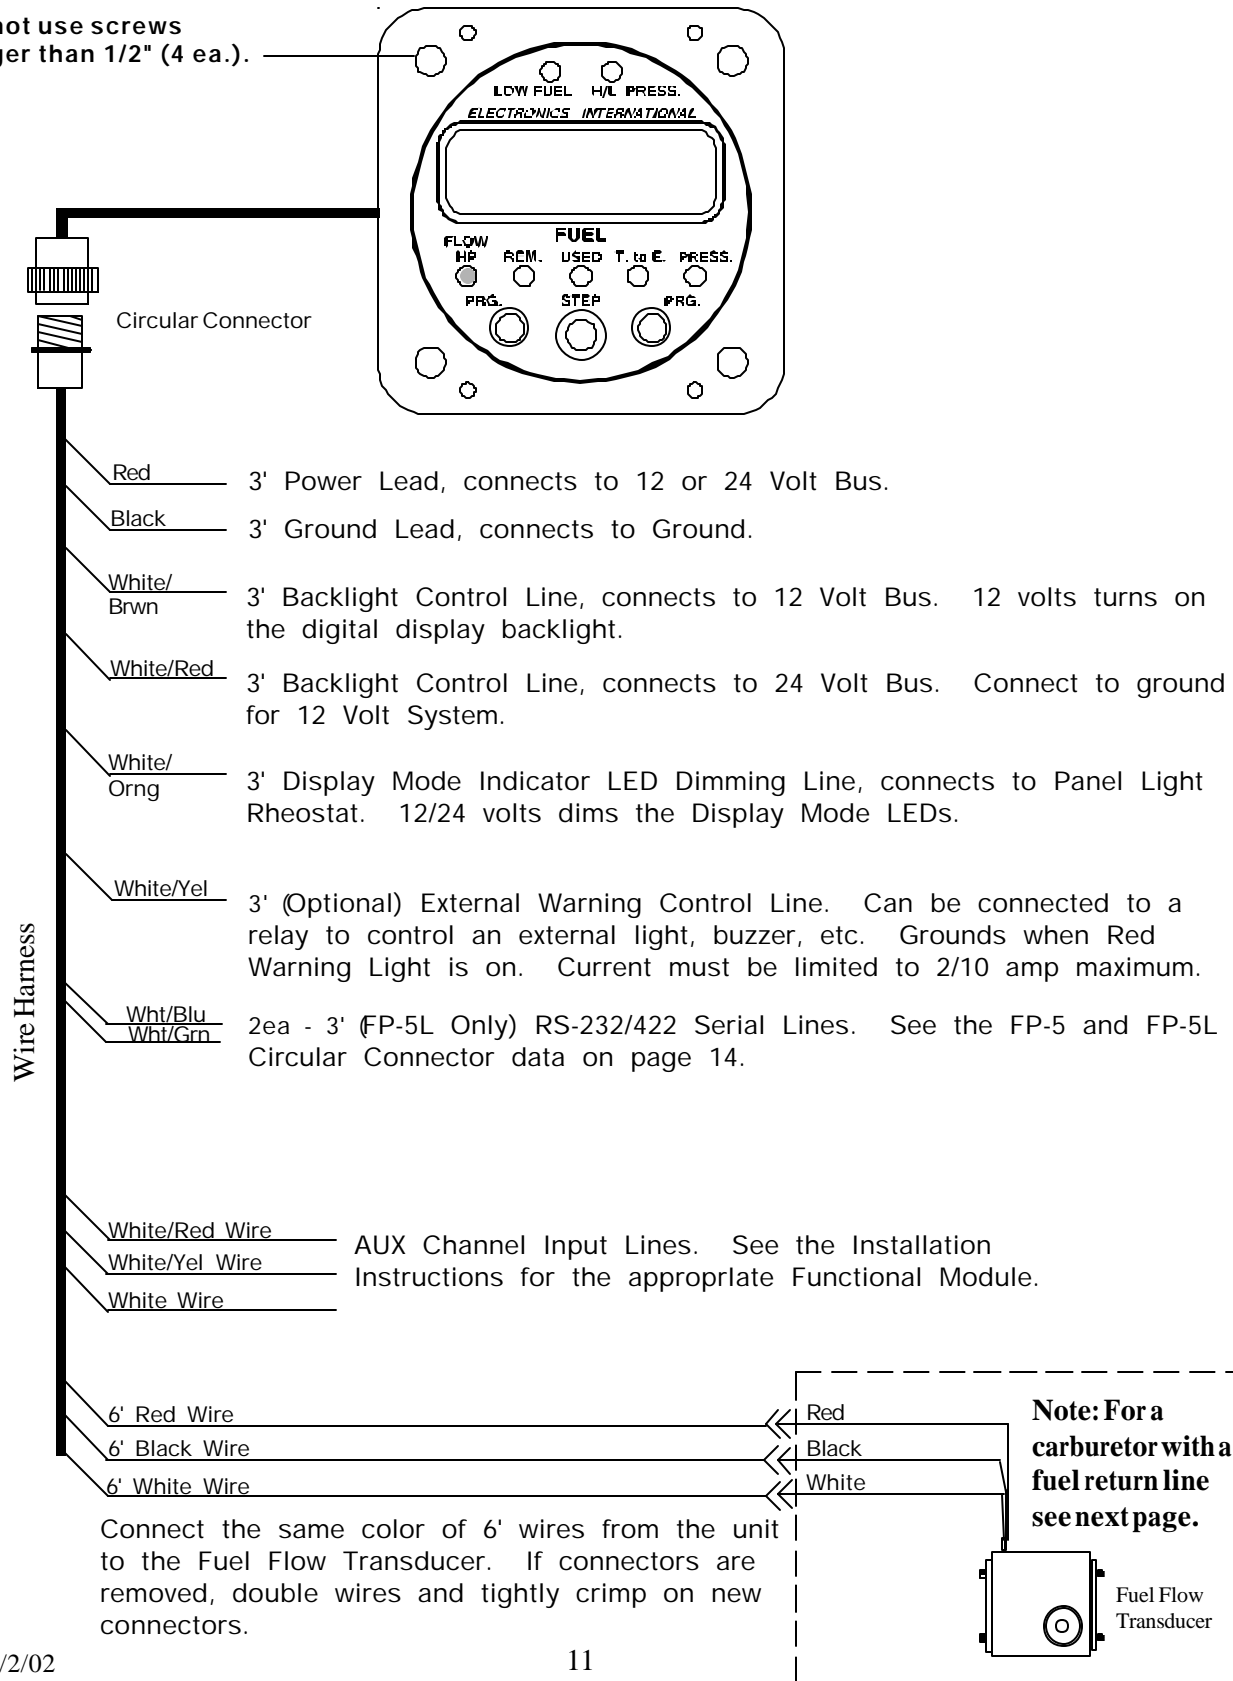 not use screws
ger than 1/2" (4 ea.).
LOW FUEL H/L PRESS.
ELECTRONICS INTERNATIONAL
FUEL
FLOW
HP REM. USED T. to E. PRESS.
PRG. STEP PRG.
Circular Connector
Red
3' Power Lead, connects to 12 or 24 Volt Bus.
Black
3' Ground Lead, connects to Ground.
White/
Brwn
3' Backlight Control Line, connects to 12 Volt Bus. 12 volts turns on
the digital display backlight.
White/Red
3' Backlight Control Line, connects to 24 Volt Bus. Connect to ground
for 12 Volt System.
White/
Orng
3' Display Mode Indicator LED Dimming Line, connects to Panel Light
Rheostat. 12/24 volts dims the Display Mode LEDs.
White/Yel
3' (Optional) External Warning Control Line. Can be connected to a
relay to control an external light, buzzer, etc. Grounds when Red
Warning Light is on. Current must be limited to 2/10 amp maximum.
Wire Harness
Wht/Blu
Wht/Grn
2ea - 3' (FP-5L Only) RS-232/422 Serial Lines. See the FP-5 and FP-5L
Circular Connector data on page 14.
White/Red Wire
White/Yel Wire
White Wire
AUX Channel Input Lines. See the Installation
Instructions for the approprIate Functional Module.
6' Red Wire
6' Black Wire
6' White Wire
Red
Black
White
Note: For a
carburetor with a
fuel return line
see next page.
Connect the same color of 6' wires from the unit
to the Fuel Flow Transducer. If connectors are
removed, double wires and tightly crimp on new
connectors.
Fuel Flow
Transducer
/2/02
11